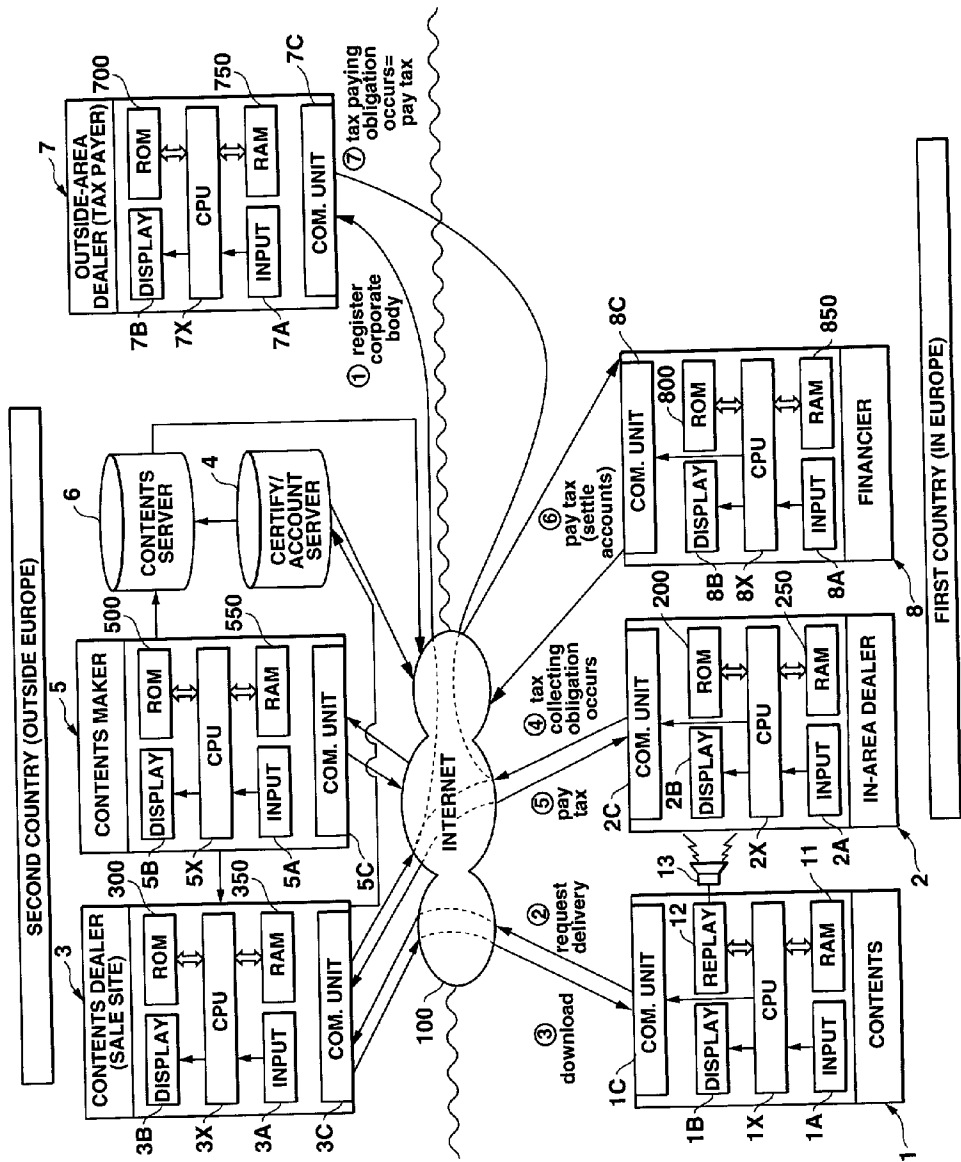 SECOND COUNTRY (OUTSIDE EUROPE)
3
CONTENTS DEALER
(SALE SITE)
300
DISPLAY
ROM
CPU
350
INPUT
RAM
COM. UNIT
3B
3X
3A
3C
5
CONTENTS MAKER
500
DISPLAY
ROM
CPU
550
INPUT
RAM
COM. UNIT
5B
5X
5A
5C
6
CONTENTS
SERVER
4
CERTIFY/
ACCOUNT
SERVER
7
OUTSIDE-AREA
DEALER (TAX PAYER)
700
DISPLAY
ROM
CPU
750
INPUT
RAM
COM. UNIT
7B
7X
7A
7C
① register
corporate
body
⑦ tax paying
obligation
occurs=
pay tax
INTERNET
100
③
download
②
request
delivery
⑤
pay
tax
④
tax
collecting
obligation
occurs
⑥
pay tax
(settle
accounts)
1C
COM. UNIT
12
13
1B
DISPLAY
REPLAY
1X
CPU
11
1A
INPUT
RAM
CONTENTS
1
2C
COM. UNIT
200
2B
DISPLAY
ROM
2X
CPU
250
2A
INPUT
RAM
IN-AREA DEALER
2
8C
COM. UNIT
800
8B
DISPLAY
ROM
8X
CPU
850
8A
INPUT
RAM
FINANCIER
8
FIRST COUNTRY (IN EUROPE)